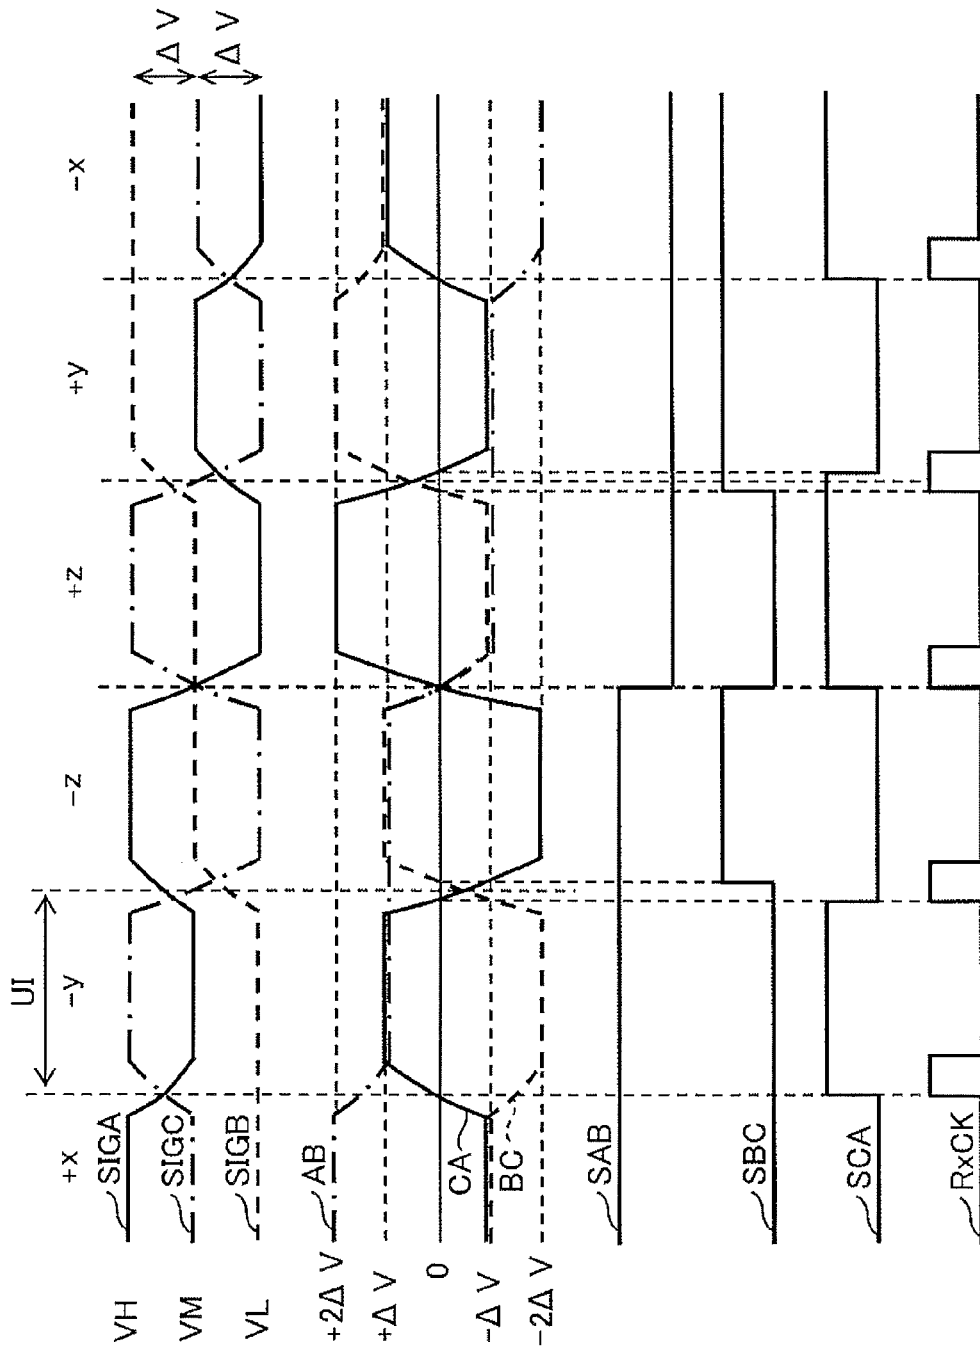 UI
+x
-y
-z
+z
+y
-x
VH
SIGA
ΔV
VM
SIGC
ΔV
VL
SIGB
+2ΔV
AB
+ΔV
0
CA
-ΔV
BC
-2ΔV
SAB
SBC
SCA
RxCK